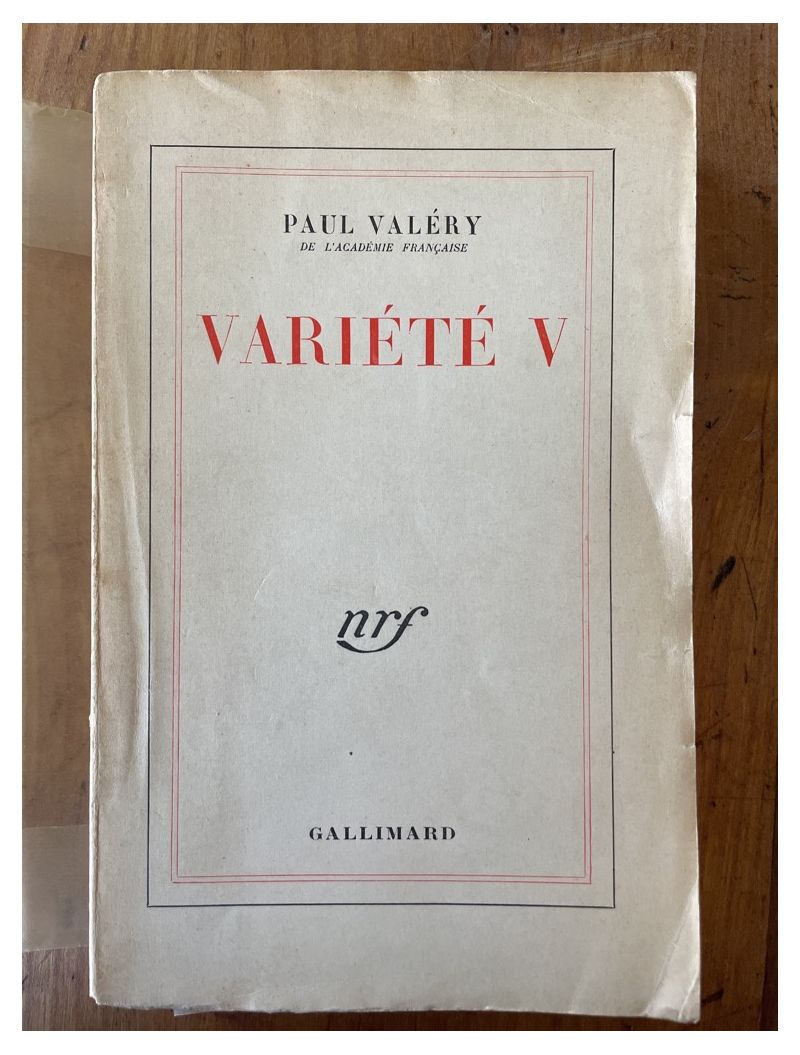 PAUL VALÉRY
DE L'ACADÉMIE FRANÇAISE
VARIÉTÉ V
nrf
GALLIMARD